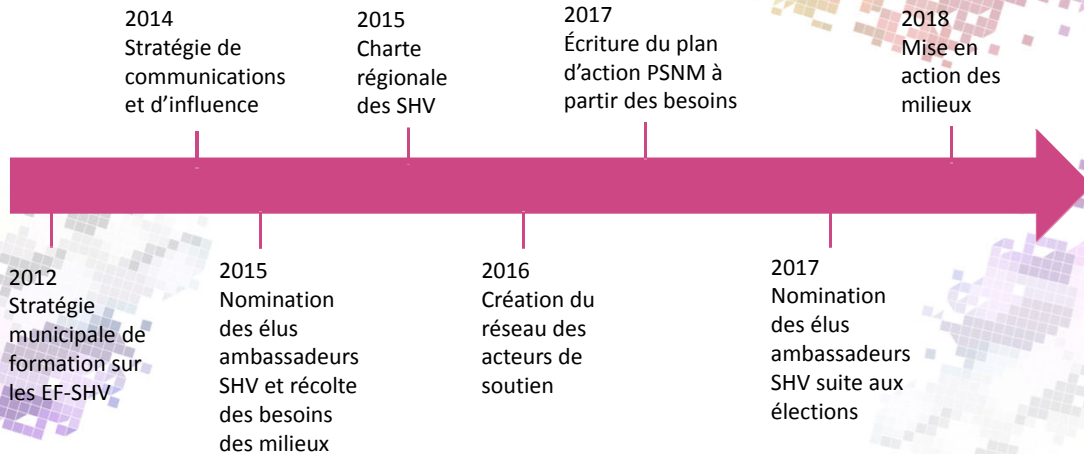 2014
Stratégie de
communications
et d’influence
2015
Charte
régionale
des SHV
2017
Écriture du plan
d’action PSNM à
partir des besoins
2018
Mise en
action des
milieux
2012
Stratégie
municipale de
formation sur
les EF-SHV
2015
Nomination
des élus
ambassadeurs
SHV et récolte
des besoins
des milieux
2016
Création du
réseau des
acteurs de
soutien
2017
Nomination
des élus
ambassadeurs
SHV suite aux
élections